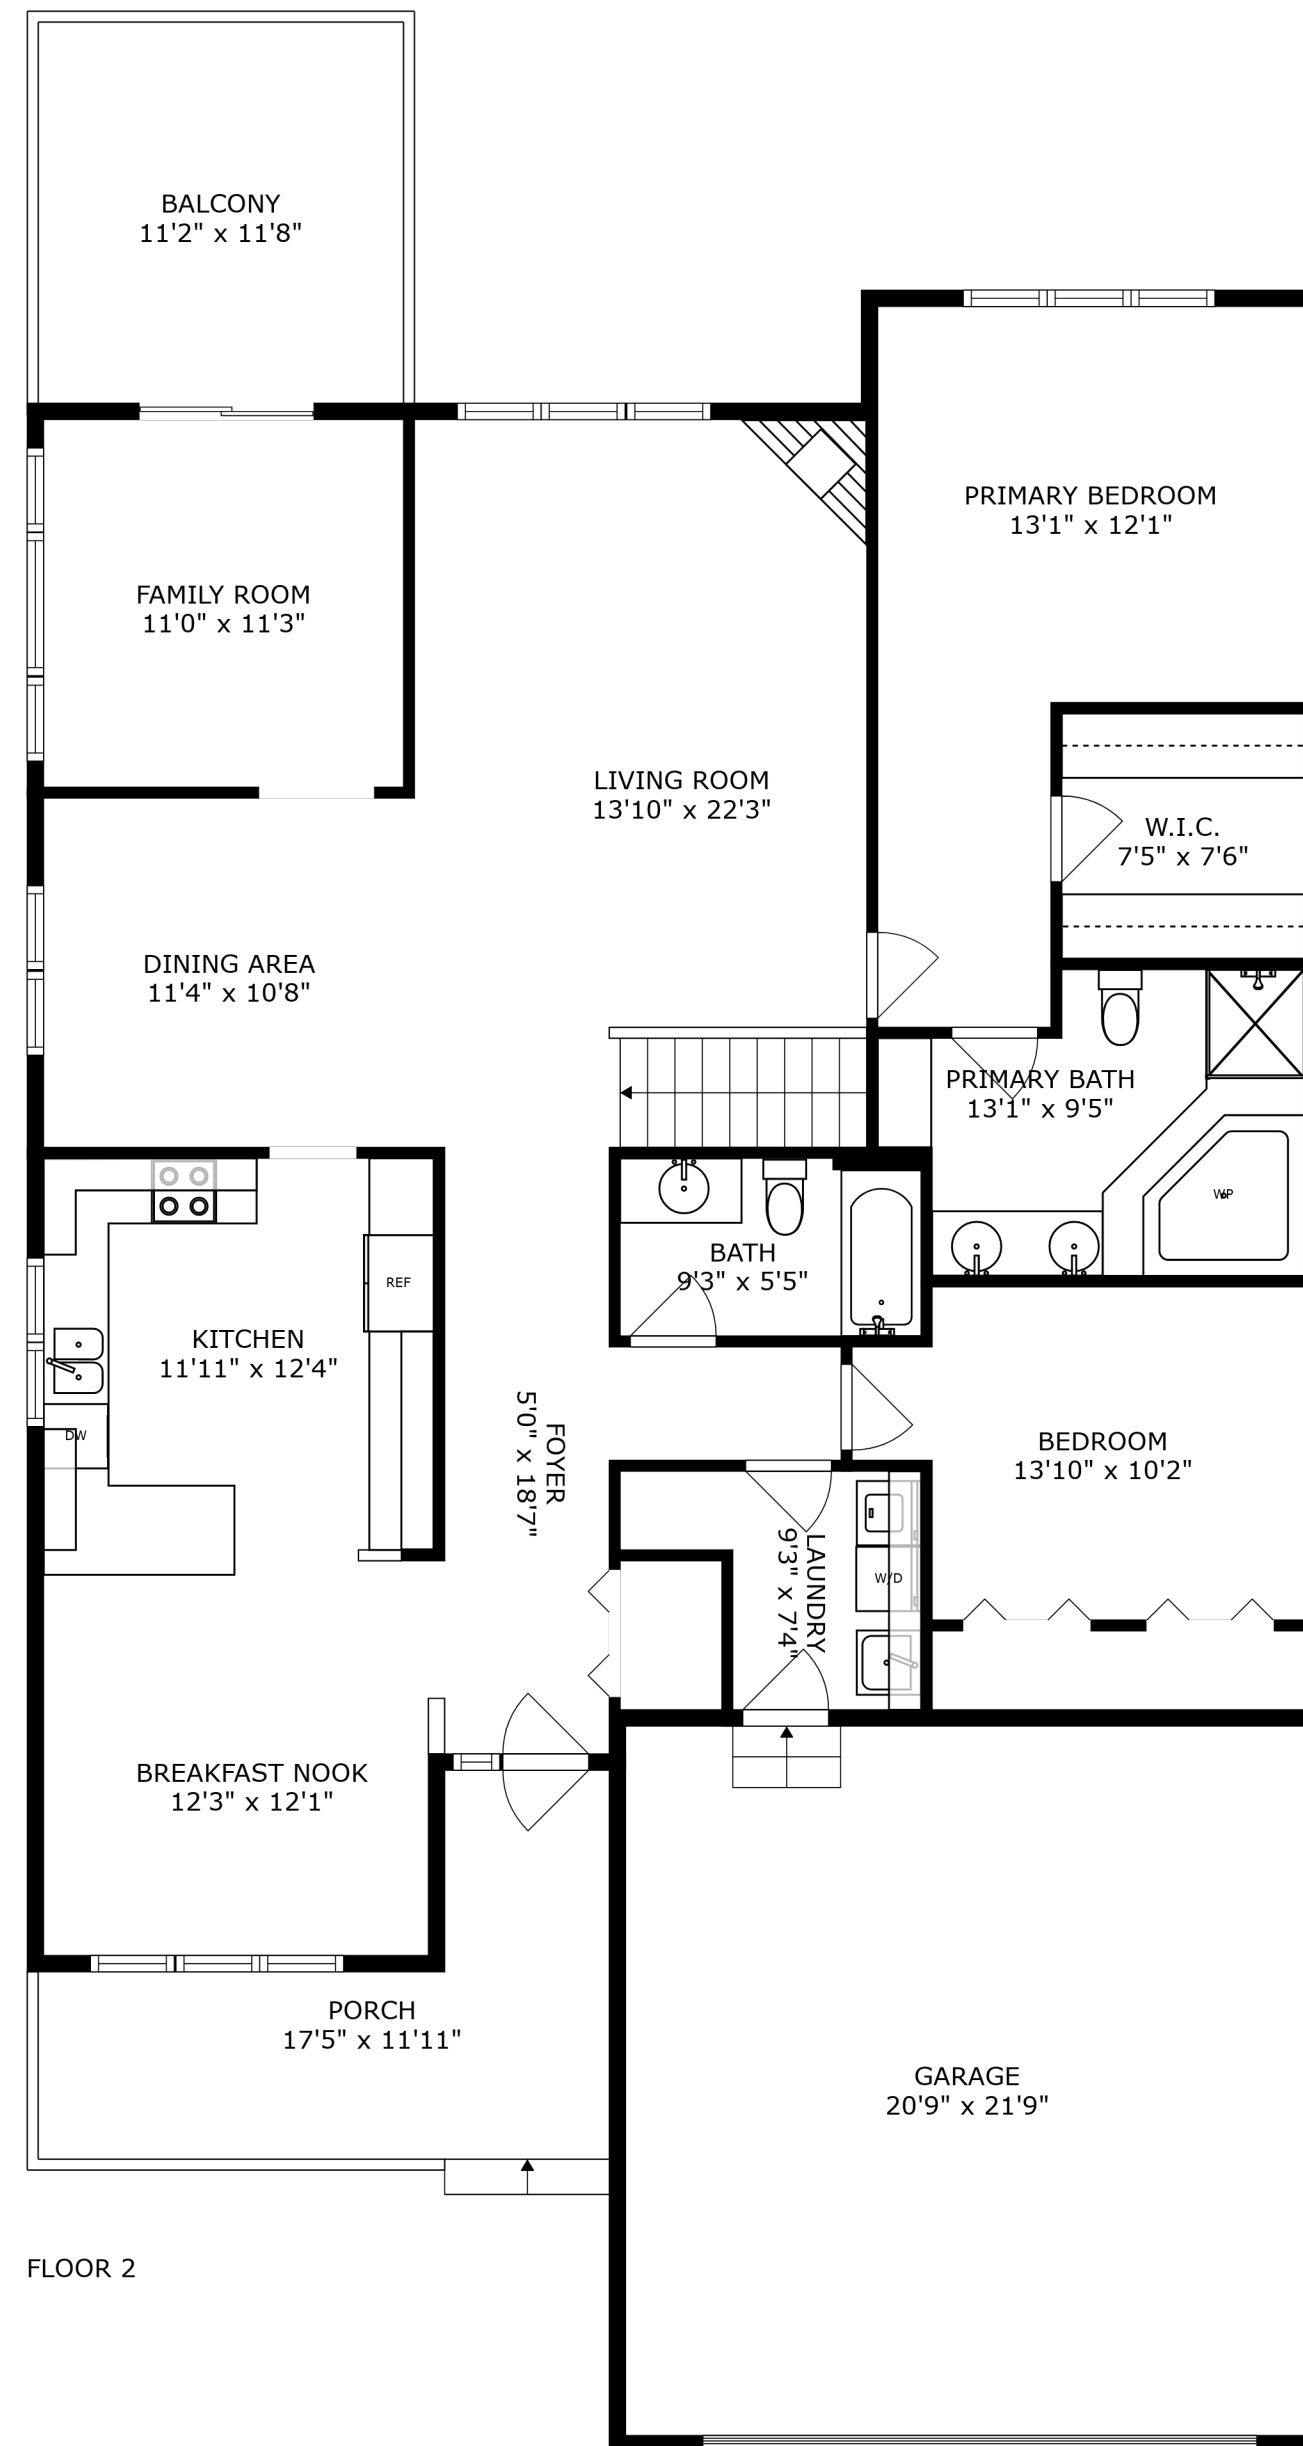 BALCONY
11'2" x 11'8"
PRIMARY BEDROOM
13'1" x 12'1"
FAMILY ROOM
11'0" x 11'3"
LIVING ROOM
13'10" x 22'3"
W.I.C.
7'5" x 7'6"
DINING AREA
11'4" x 10'8"
PRIMARY BATH
13'1" x 9'5"
WP
BATH
9'3" x 5'5"
REF
KITCHEN
11'11" x 12'4"
DW
FOYER
5'0" x 18'7"
BEDROOM
13'10" x 10'2"
LAUNDRY
9'3" x 7'4"
W/D
BREAKFAST NOOK
12'3" x 12'1"
PORCH
17'5" x 11'11"
GARAGE
20'9" x 21'9"
FLOOR 2